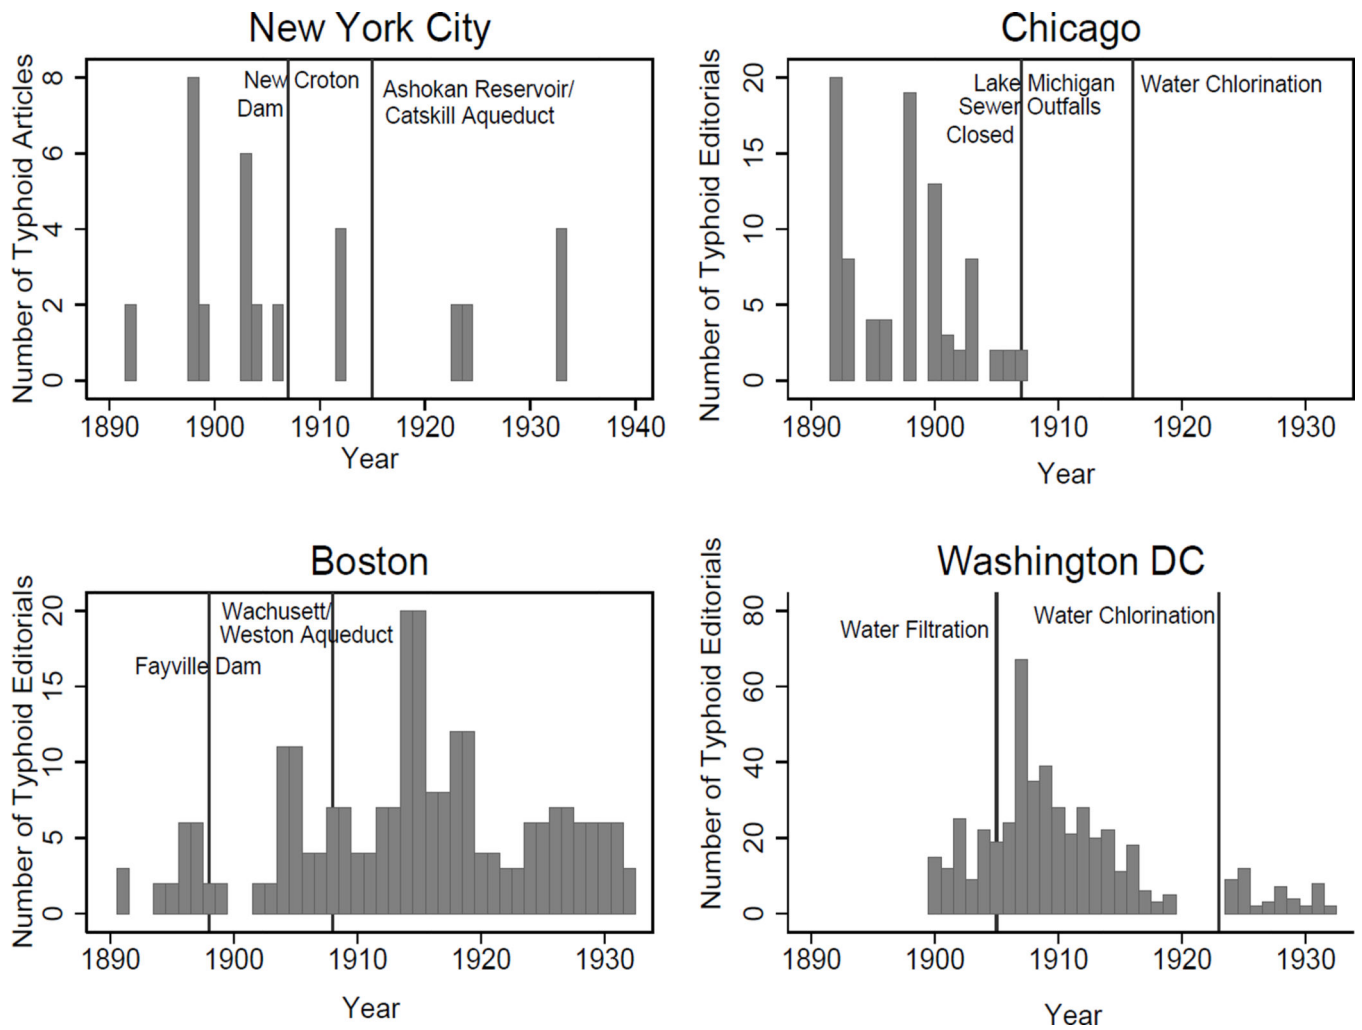 New York City
Number of Typhoid Articles
8
6
4
2
0
New Croton
Dam
Ashokan Reservoir/
Catskill Aqueduct
1890 1900 1910 1920 1930 1940
Year
Chicago
Number of Typhoid Editorials
20
15
10
5
0
Lake Michigan
Sewer Outfalls
Closed
Water Chlorination
1890 1900 1910 1920 1930
Year
Boston
Number of Typhoid Editorials
20
15
10
5
0
Wachusett/
Weston Aqueduct
Fayville Dam
1890 1900 1910 1920 1930
Year
Washington DC
Number of Typhoid Editorials
80
60
40
20
0
Water Filtration
Water Chlorination
1890 1900 1910 1920 1930
Year